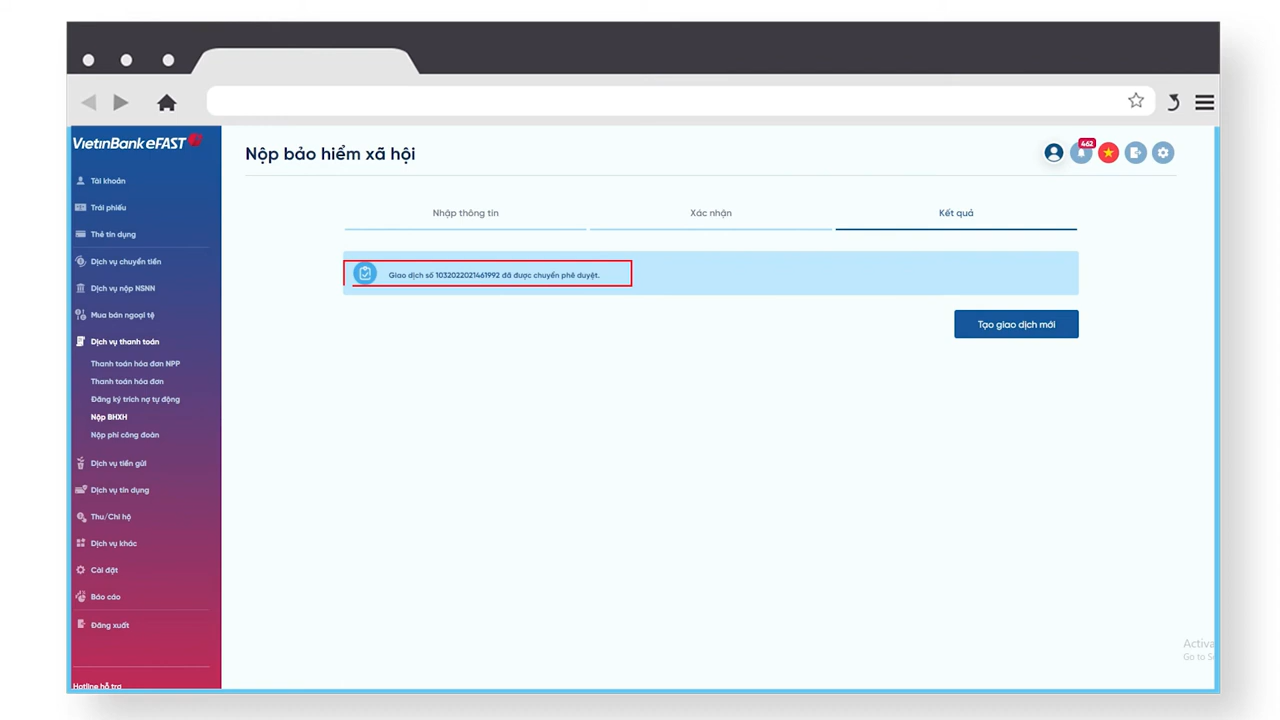 VietinBank eFAST
Tài khoản
Trái phiếu
Thẻ tín dụng
Dịch vụ chuyển tiền
Dịch vụ nộp NSNN
Mua bán ngoại tệ
Dịch vụ thanh toán
Thanh toán hóa đơn NPP
Thanh toán hóa đơn
Đăng ký trích nợ tự động
Nộp BHXH
Nộp phí công đoàn
Dịch vụ tiền gửi
Dịch vụ tín dụng
Thu/Chi hộ
Dịch vụ khác
Cài đặt
Báo cáo
Đăng xuất
Hotline hỗ trợ
Nộp bảo hiểm xã hội
462
Nhập thông tin
Xác nhận
Kết quả
Giao dịch số 1032022021461992 đã được chuyển phê duyệt.
Tạo giao dịch mới
Activa
Go to S